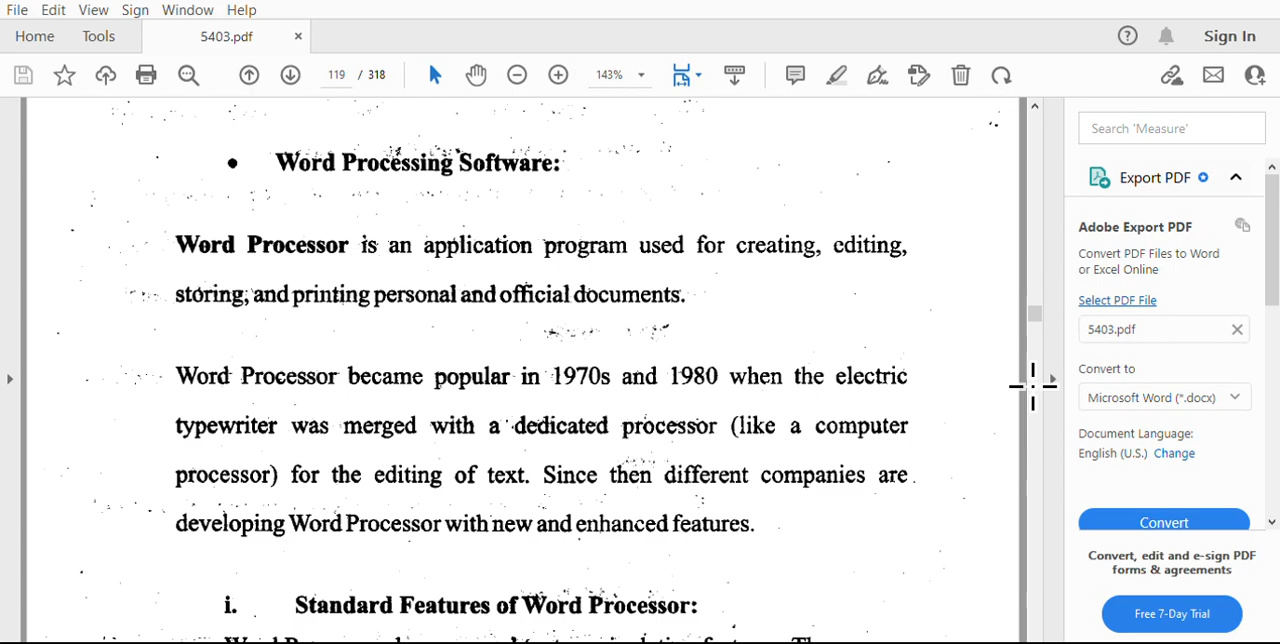 File Edit View Sign Window Help
Home Tools 5403.pdf × Sign In
119 / 318 143%
• Word Processing Software:
Word Processor is an application program used for creating, editing,
storing, and printing personal and official documents.
Word Processor became popular in 1970s and 1980 when the electric
typewriter was merged with a dedicated processor (like a computer
processor) for the editing of text. Since then different companies are
developing Word Processor with new and enhanced features.
i. Standard Features of Word Processor:
Search 'Measure'
Export PDF
Adobe Export PDF
Convert PDF Files to Word
or Excel Online
Select PDF File
5403.pdf
Convert to
Microsoft Word (*.docx)
Document Language:
English (U.S.) Change
Convert
Convert, edit and e-sign PDF
forms & agreements
Free 7-Day Trial